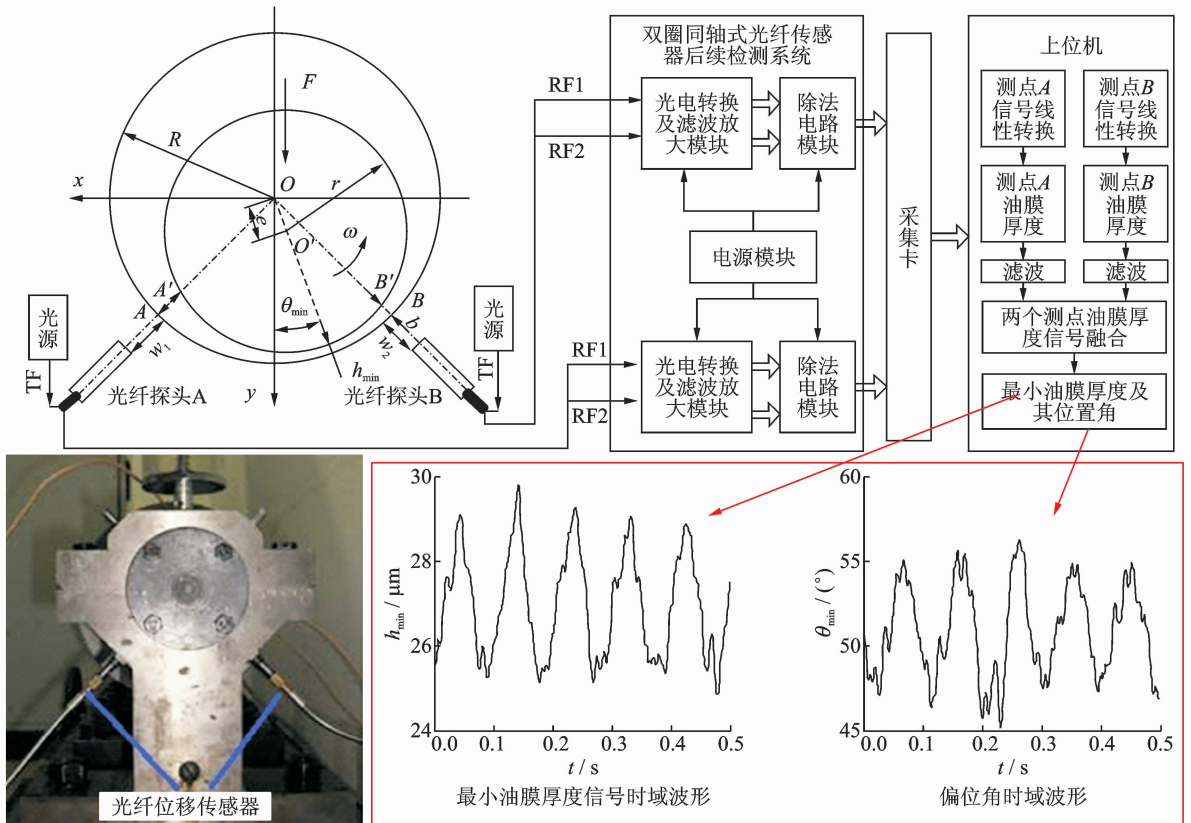 双圈同轴式光纤传感
器后续检测系统
上位机
F
R
r
x
O
e
O'
ω
A'
A
B'
B
b
θmin
w1
w2
hmin
y
光
源
TF
光纤探头A
光
源
TF
光纤探头B
RF1
RF2
光电转换
及滤波放
大模块
除法
电路
模块
电源模块
RF1
RF2
光电转换
及滤波放
大模块
除法
电路
模块
采
集
卡
测点A
信号线
性转换
测点B
信号线
性转换
测点A
油膜
厚度
测点B
油膜
厚度
滤波
滤波
两个测点油膜厚
度信号融合
最小油膜厚度及
其位置角
光纤位移传感器
30
28
26
24
hmin / μm
0.0 0.1 0.2 0.3 0.4 0.5
t / s
最小油膜厚度信号时域波形
60
55
50
45
θmin / (°)
0.0 0.1 0.2 0.3 0.4 0.5
t / s
偏位角时域波形